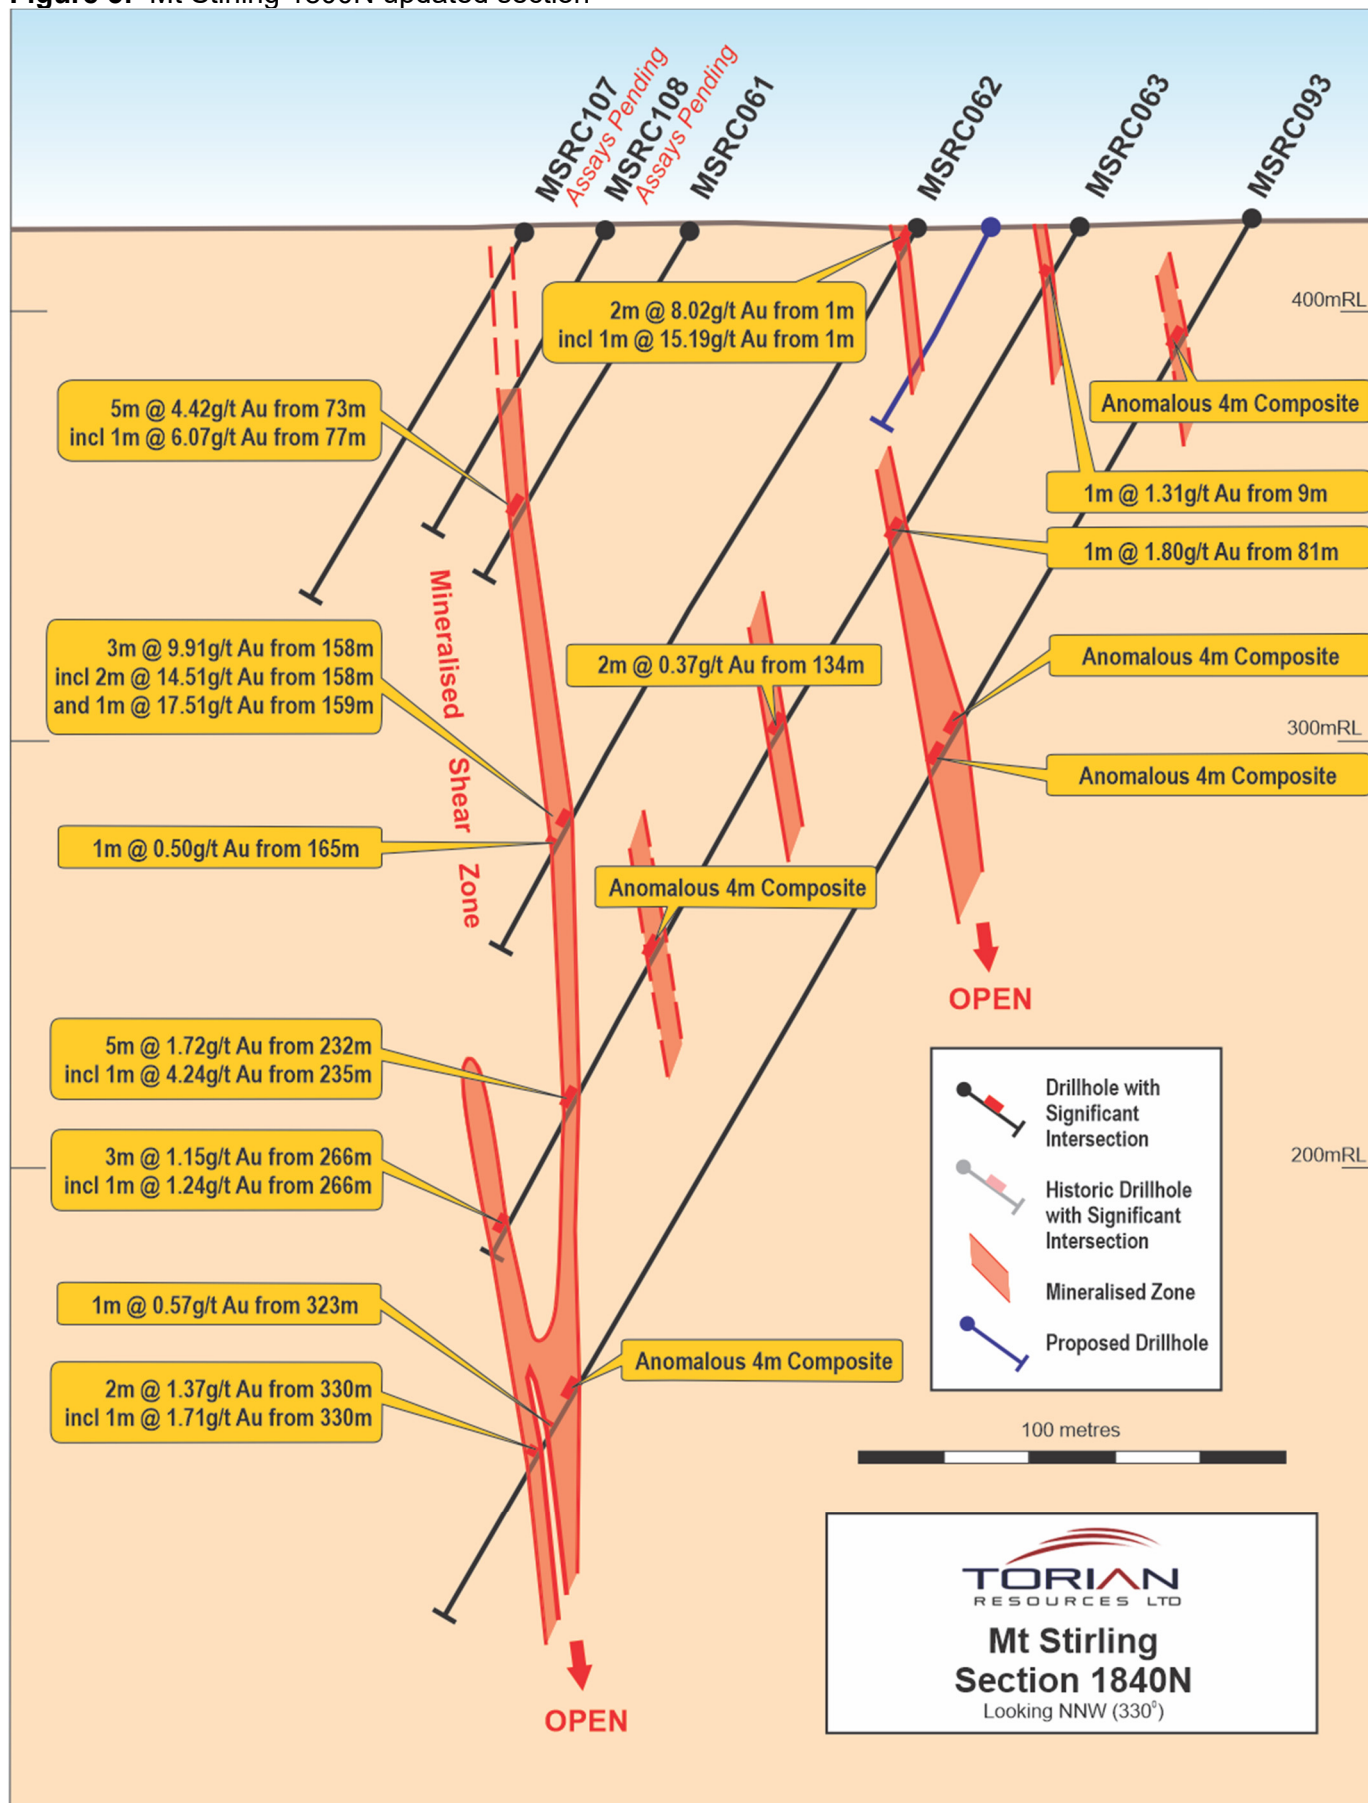 MSRC107
Assays Pending
MSRC108
Assays Pending
MSRC061
MSRC062
MSRC063
MSRC093
400mRL
2m @ 8.02g/t Au from 1m
incl 1m @ 15.19g/t Au from 1m
Anomalous 4m Composite
5m @ 4.42g/t Au from 73m
incl 1m @ 6.07g/t Au from 77m
1m @ 1.31g/t Au from 9m
1m @ 1.80g/t Au from 81m
Mineralised Shear Zone
3m @ 9.91g/t Au from 158m
incl 2m @ 14.51g/t Au from 158m
and 1m @ 17.51g/t Au from 159m
2m @ 0.37g/t Au from 134m
Anomalous 4m Composite
300mRL
Anomalous 4m Composite
1m @ 0.50g/t Au from 165m
Anomalous 4m Composite
OPEN
5m @ 1.72g/t Au from 232m
incl 1m @ 4.24g/t Au from 235m
3m @ 1.15g/t Au from 266m
incl 1m @ 1.24g/t Au from 266m
200mRL
Drillhole with
Significant
Intersection
Historic Drillhole
with Significant
Intersection
Mineralised Zone
Proposed Drillhole
1m @ 0.57g/t Au from 323m
Anomalous 4m Composite
2m @ 1.37g/t Au from 330m
incl 1m @ 1.71g/t Au from 330m
100 metres
TORIAN
RESOURCES LTD
Mt Stirling
Section 1840N
Looking NNW (330⁰)
OPEN